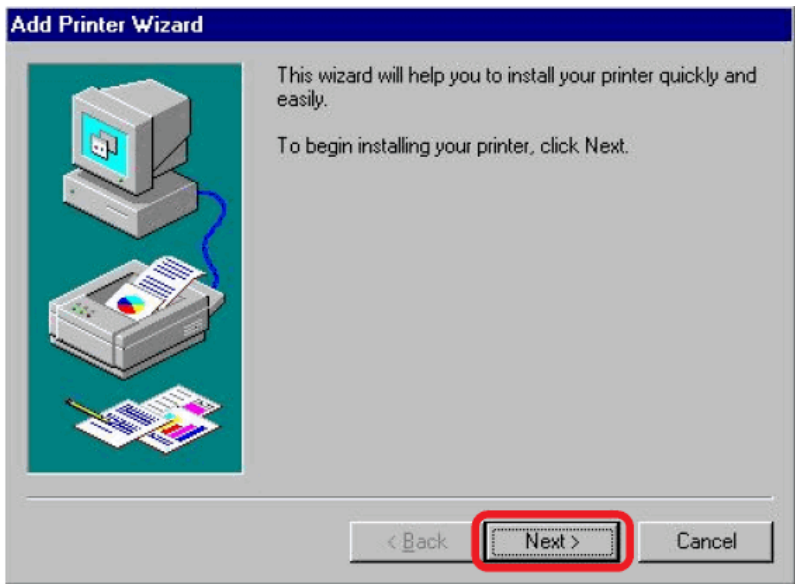 Add Printer Wizard
This wizard will help you to install your printer quickly and
easily.
To begin installing your printer, click Next.
< Back
Next >
Cancel